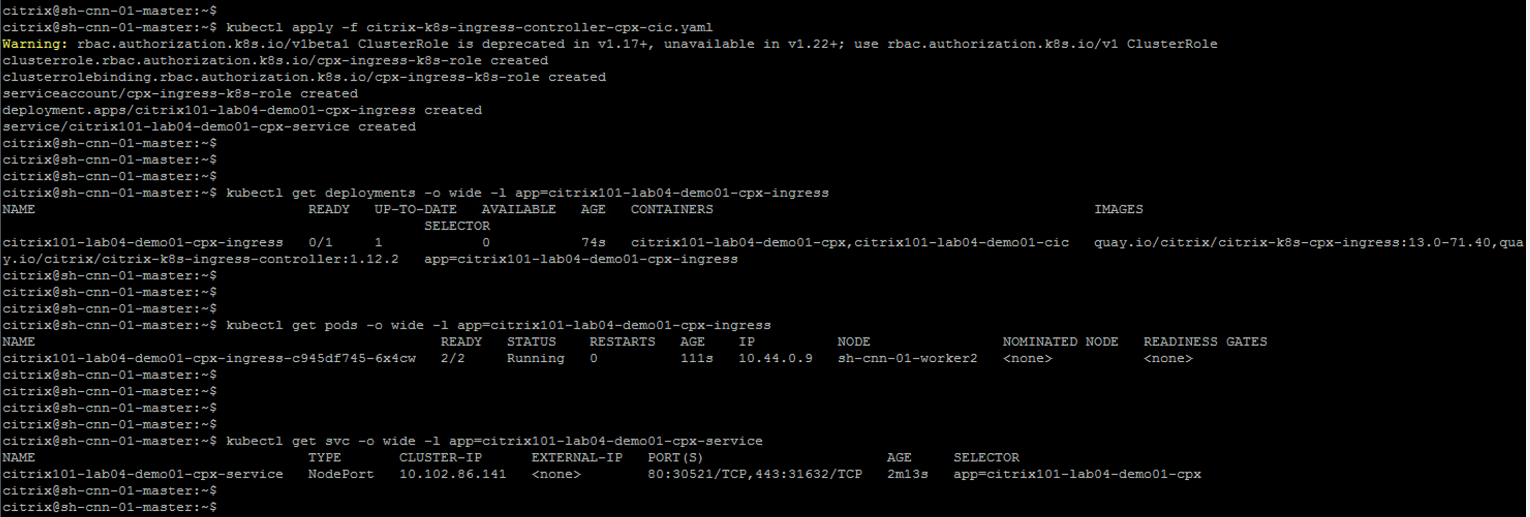 citrix@sh-cnn-01-master:~$
citrix@sh-cnn-01-master:~$ kubectl apply -f citrix-k8s-ingress-controller-cpx-cic.yaml
Warning: rbac.authorization.k8s.io/v1beta1 ClusterRole is deprecated in v1.17+, unavailable in v1.22+; use rbac.authorization.k8s.io/v1 ClusterRole
clusterrole.rbac.authorization.k8s.io/cpx-ingress-k8s-role created
clusterrolebinding.rbac.authorization.k8s.io/cpx-ingress-k8s-role created
serviceaccount/cpx-ingress-k8s-role created
deployment.apps/citrix101-lab04-demo01-cpx-ingress created
service/citrix101-lab04-demo01-cpx-service created
citrix@sh-cnn-01-master:~$
citrix@sh-cnn-01-master:~$
citrix@sh-cnn-01-master:~$
citrix@sh-cnn-01-master:~$ kubectl get deployments -o wide -l app=citrix101-lab04-demo01-cpx-ingress
NAME                                 READY   UP-TO-DATE   AVAILABLE   AGE   CONTAINERS                                                    IMAGES
                                                   SELECTOR
citrix101-lab04-demo01-cpx-ingress   0/1     1            0           74s   citrix101-lab04-demo01-cpx,citrix101-lab04-demo01-cic   quay.io/citrix/citrix-k8s-cpx-ingress:13.0-71.40,qua
y.io/citrix/citrix-k8s-ingress-controller:1.12.2   app=citrix101-lab04-demo01-cpx-ingress
citrix@sh-cnn-01-master:~$
citrix@sh-cnn-01-master:~$
citrix@sh-cnn-01-master:~$
citrix@sh-cnn-01-master:~$ kubectl get pods -o wide -l app=citrix101-lab04-demo01-cpx-ingress
NAME                                                 READY   STATUS    RESTARTS   AGE    IP          NODE                NOMINATED NODE   READINESS GATES
citrix101-lab04-demo01-cpx-ingress-c945df745-6x4cw   2/2     Running   0          111s   10.44.0.9   sh-cnn-01-worker2   <none>           <none>
citrix@sh-cnn-01-master:~$
citrix@sh-cnn-01-master:~$
citrix@sh-cnn-01-master:~$
citrix@sh-cnn-01-master:~$
citrix@sh-cnn-01-master:~$ kubectl get svc -o wide -l app=citrix101-lab04-demo01-cpx-service
NAME                                 TYPE       CLUSTER-IP      EXTERNAL-IP   PORT(S)                      AGE     SELECTOR
citrix101-lab04-demo01-cpx-service   NodePort   10.102.86.141   <none>        80:30521/TCP,443:31632/TCP   2m13s   app=citrix101-lab04-demo01-cpx
citrix@sh-cnn-01-master:~$
citrix@sh-cnn-01-master:~$